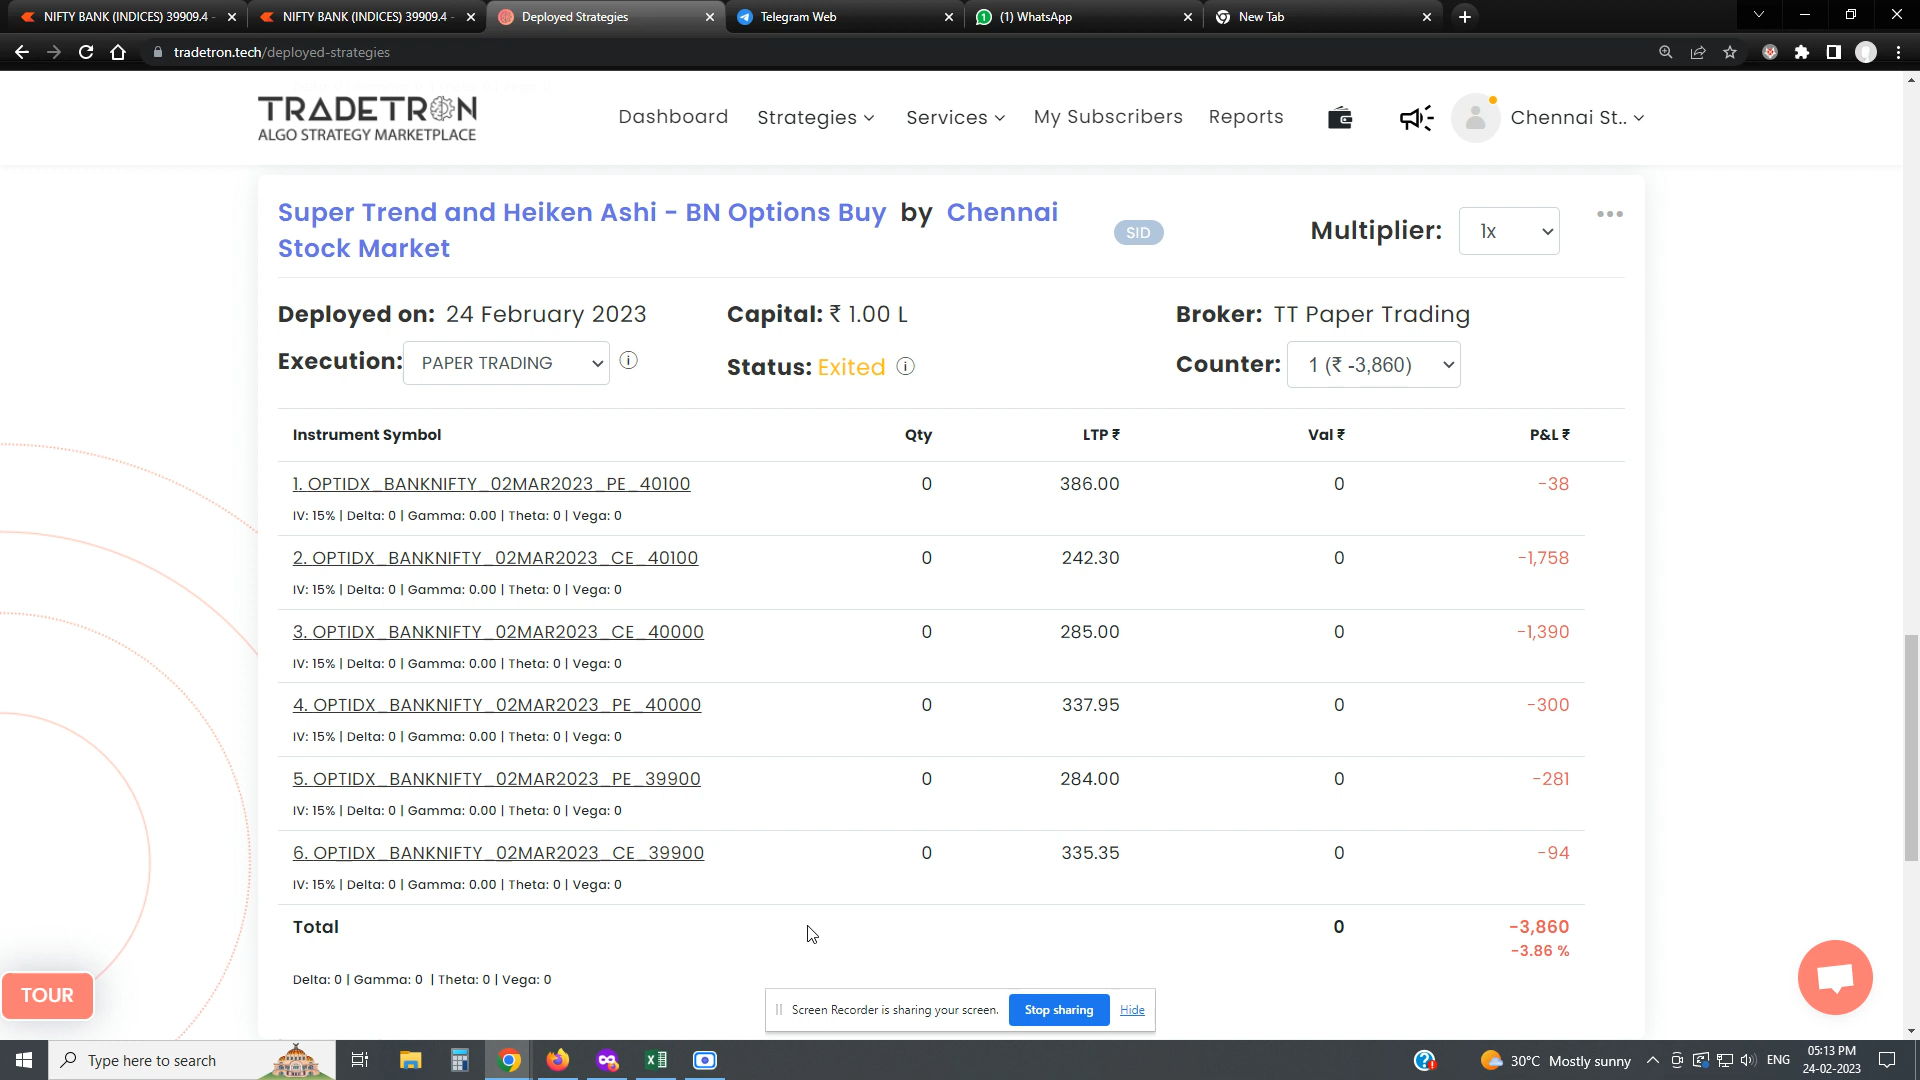 NIFTY BANK (INDICES) 39909.4 -
NIFTY BANK (INDICES) 39909.4 -
Deployed Strategies
Telegram Web
(1) WhatsApp
New Tab
tradetron.tech/deployed-strategies
TRADETRON
ALGO STRATEGY MARKETPLACE
Dashboard
Strategies
Services
My Subscribers
Reports
Chennai St..
Super Trend and Heiken Ashi - BN Options Buy by Chennai
Stock Market
SID
Multiplier: 1x
Deployed on: 24 February 2023
Capital: ₹ 1.00 L
Broker: TT Paper Trading
Execution: PAPER TRADING
Status: Exited
Counter: 1 (₹ -3,860)
Instrument Symbol Qty LTP ₹ Val ₹ P&L ₹
1. OPTIDX_BANKNIFTY_02MAR2023_PE_40100 0 386.00 0 -38
IV: 15% | Delta: 0 | Gamma: 0.00 | Theta: 0 | Vega: 0
2. OPTIDX_BANKNIFTY_02MAR2023_CE_40100 0 242.30 0 -1,758
IV: 15% | Delta: 0 | Gamma: 0.00 | Theta: 0 | Vega: 0
3. OPTIDX_BANKNIFTY_02MAR2023_CE_40000 0 285.00 0 -1,390
IV: 15% | Delta: 0 | Gamma: 0.00 | Theta: 0 | Vega: 0
4. OPTIDX_BANKNIFTY_02MAR2023_PE_40000 0 337.95 0 -300
IV: 15% | Delta: 0 | Gamma: 0.00 | Theta: 0 | Vega: 0
5. OPTIDX_BANKNIFTY_02MAR2023_PE_39900 0 284.00 0 -281
IV: 15% | Delta: 0 | Gamma: 0.00 | Theta: 0 | Vega: 0
6. OPTIDX_BANKNIFTY_02MAR2023_CE_39900 0 335.35 0 -94
IV: 15% | Delta: 0 | Gamma: 0.00 | Theta: 0 | Vega: 0
Total 0 -3,860
-3.86 %
Delta: 0 | Gamma: 0 | Theta: 0 | Vega: 0
TOUR
Screen Recorder is sharing your screen. Stop sharing Hide
Type here to search
30°C Mostly sunny
ENG
05:13 PM
24-02-2023